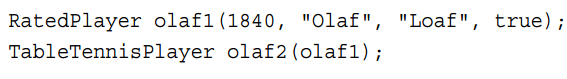 RatedPlayer olaf1(1840, "Olaf", "Loaf", true);
TableTennisPlayer olaf2(olaf1);